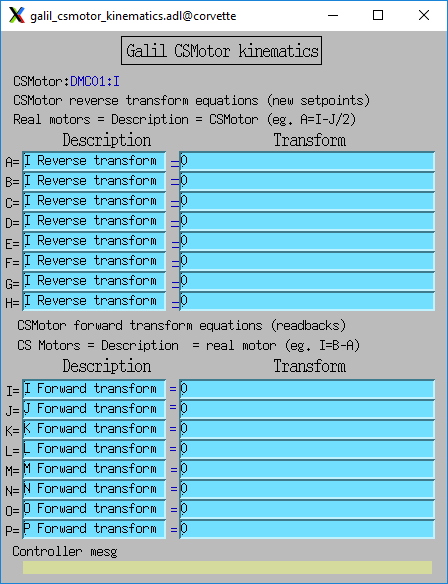 galil_csmotor_kinematics.adl@corvette
Galil CSMotor kinematics
CSMotor:DMC01:I
CSMotor reverse transform equations (new setpoints)
Real motors = Description = CSMotor (eg. A=I-J/2)
Description Transform
A= I Reverse transform =0
B= I Reverse transform =0
C= I Reverse transform =0
D= I Reverse transform =0
E= I Reverse transform =0
F= I Reverse transform =0
G= I Reverse transform =0
H= I Reverse transform =0
CSMotor forward transform equations (readbacks)
CS Motors = Description = real motor (eg. I=B-A)
Description Transform
I= I Forward transform =0
J= J Forward transform =0
K= K Forward transform =0
L= L Forward transform =0
M= M Forward transform =0
N= N Forward transform =0
O= O Forward transform =0
P= P Forward transform =0
Controller mesg